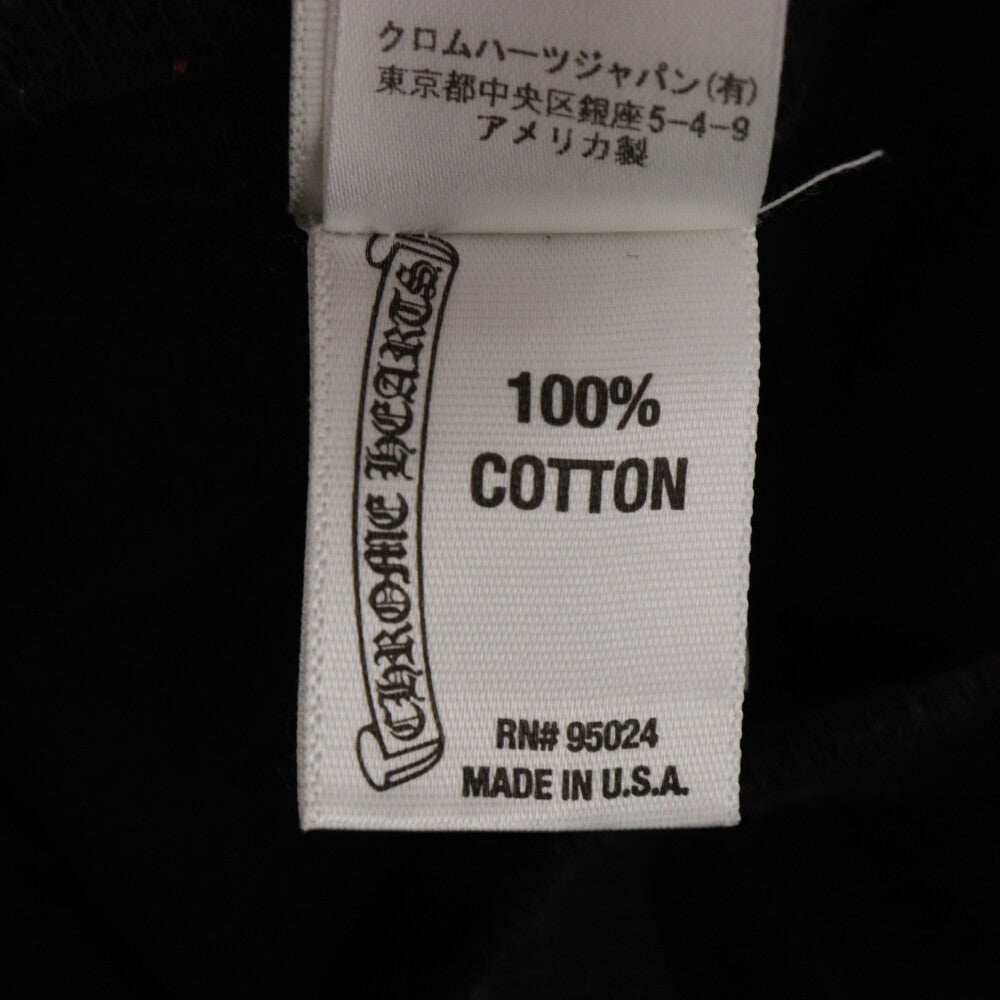 クロムハーツジャパン(有)
東京都中央区銀座5-4-9
アメリカ製
CHROME HEARTS
100%
COTTON
RN# 95024
MADE IN U.S.A.